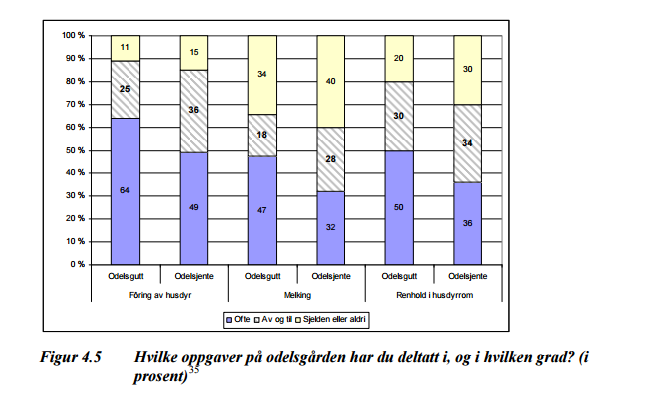 100 %
90 %
80 %
70 %
60 %
50 %
40 %
30 %
20 %
10 %
0 %
11 15 34 40 20 30
25 36 18 28 30 34
64 49 47 32 50 36
Odelsgutt Odelsjente Odelsgutt Odelsjente Odelsgutt Odelsjente
Fôring av husdyr Melking Renhold i husdyrrom
Ofte Av og til Sjelden eller aldri
Figur 4.5 Hvilke oppgaver på odelsgården har du deltatt i, og i hvilken grad? (i
prosent)35